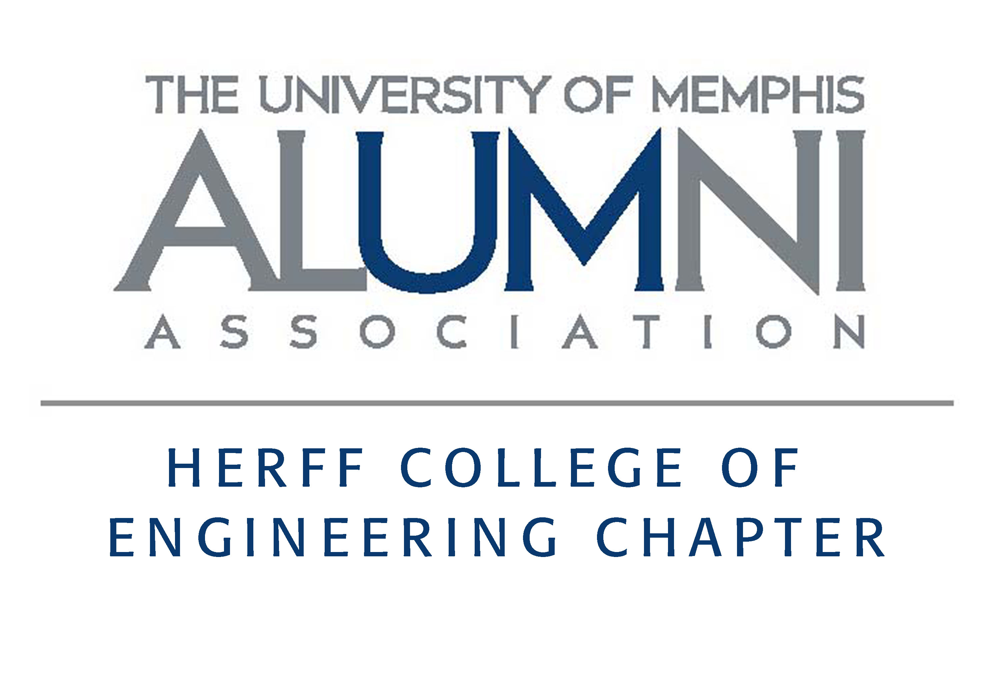 THE UNIVERSITY OF MEMPHIS
ALUMNI
ASSOCIATION
HERFF COLLEGE OF
ENGINEERING CHAPTER